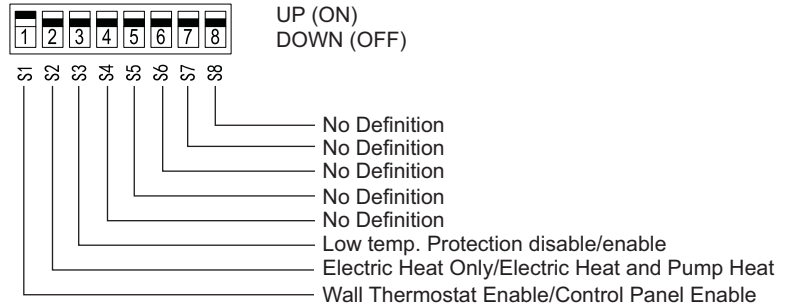 UP (ON)
DOWN (OFF)
1 2 3 4 5 6 7 8
S1 S2 S3 S4 S5 S6 S7 S8
No Definition
No Definition
No Definition
No Definition
No Definition
Low temp. Protection disable/enable
Electric Heat Only/Electric Heat and Pump Heat
Wall Thermostat Enable/Control Panel Enable